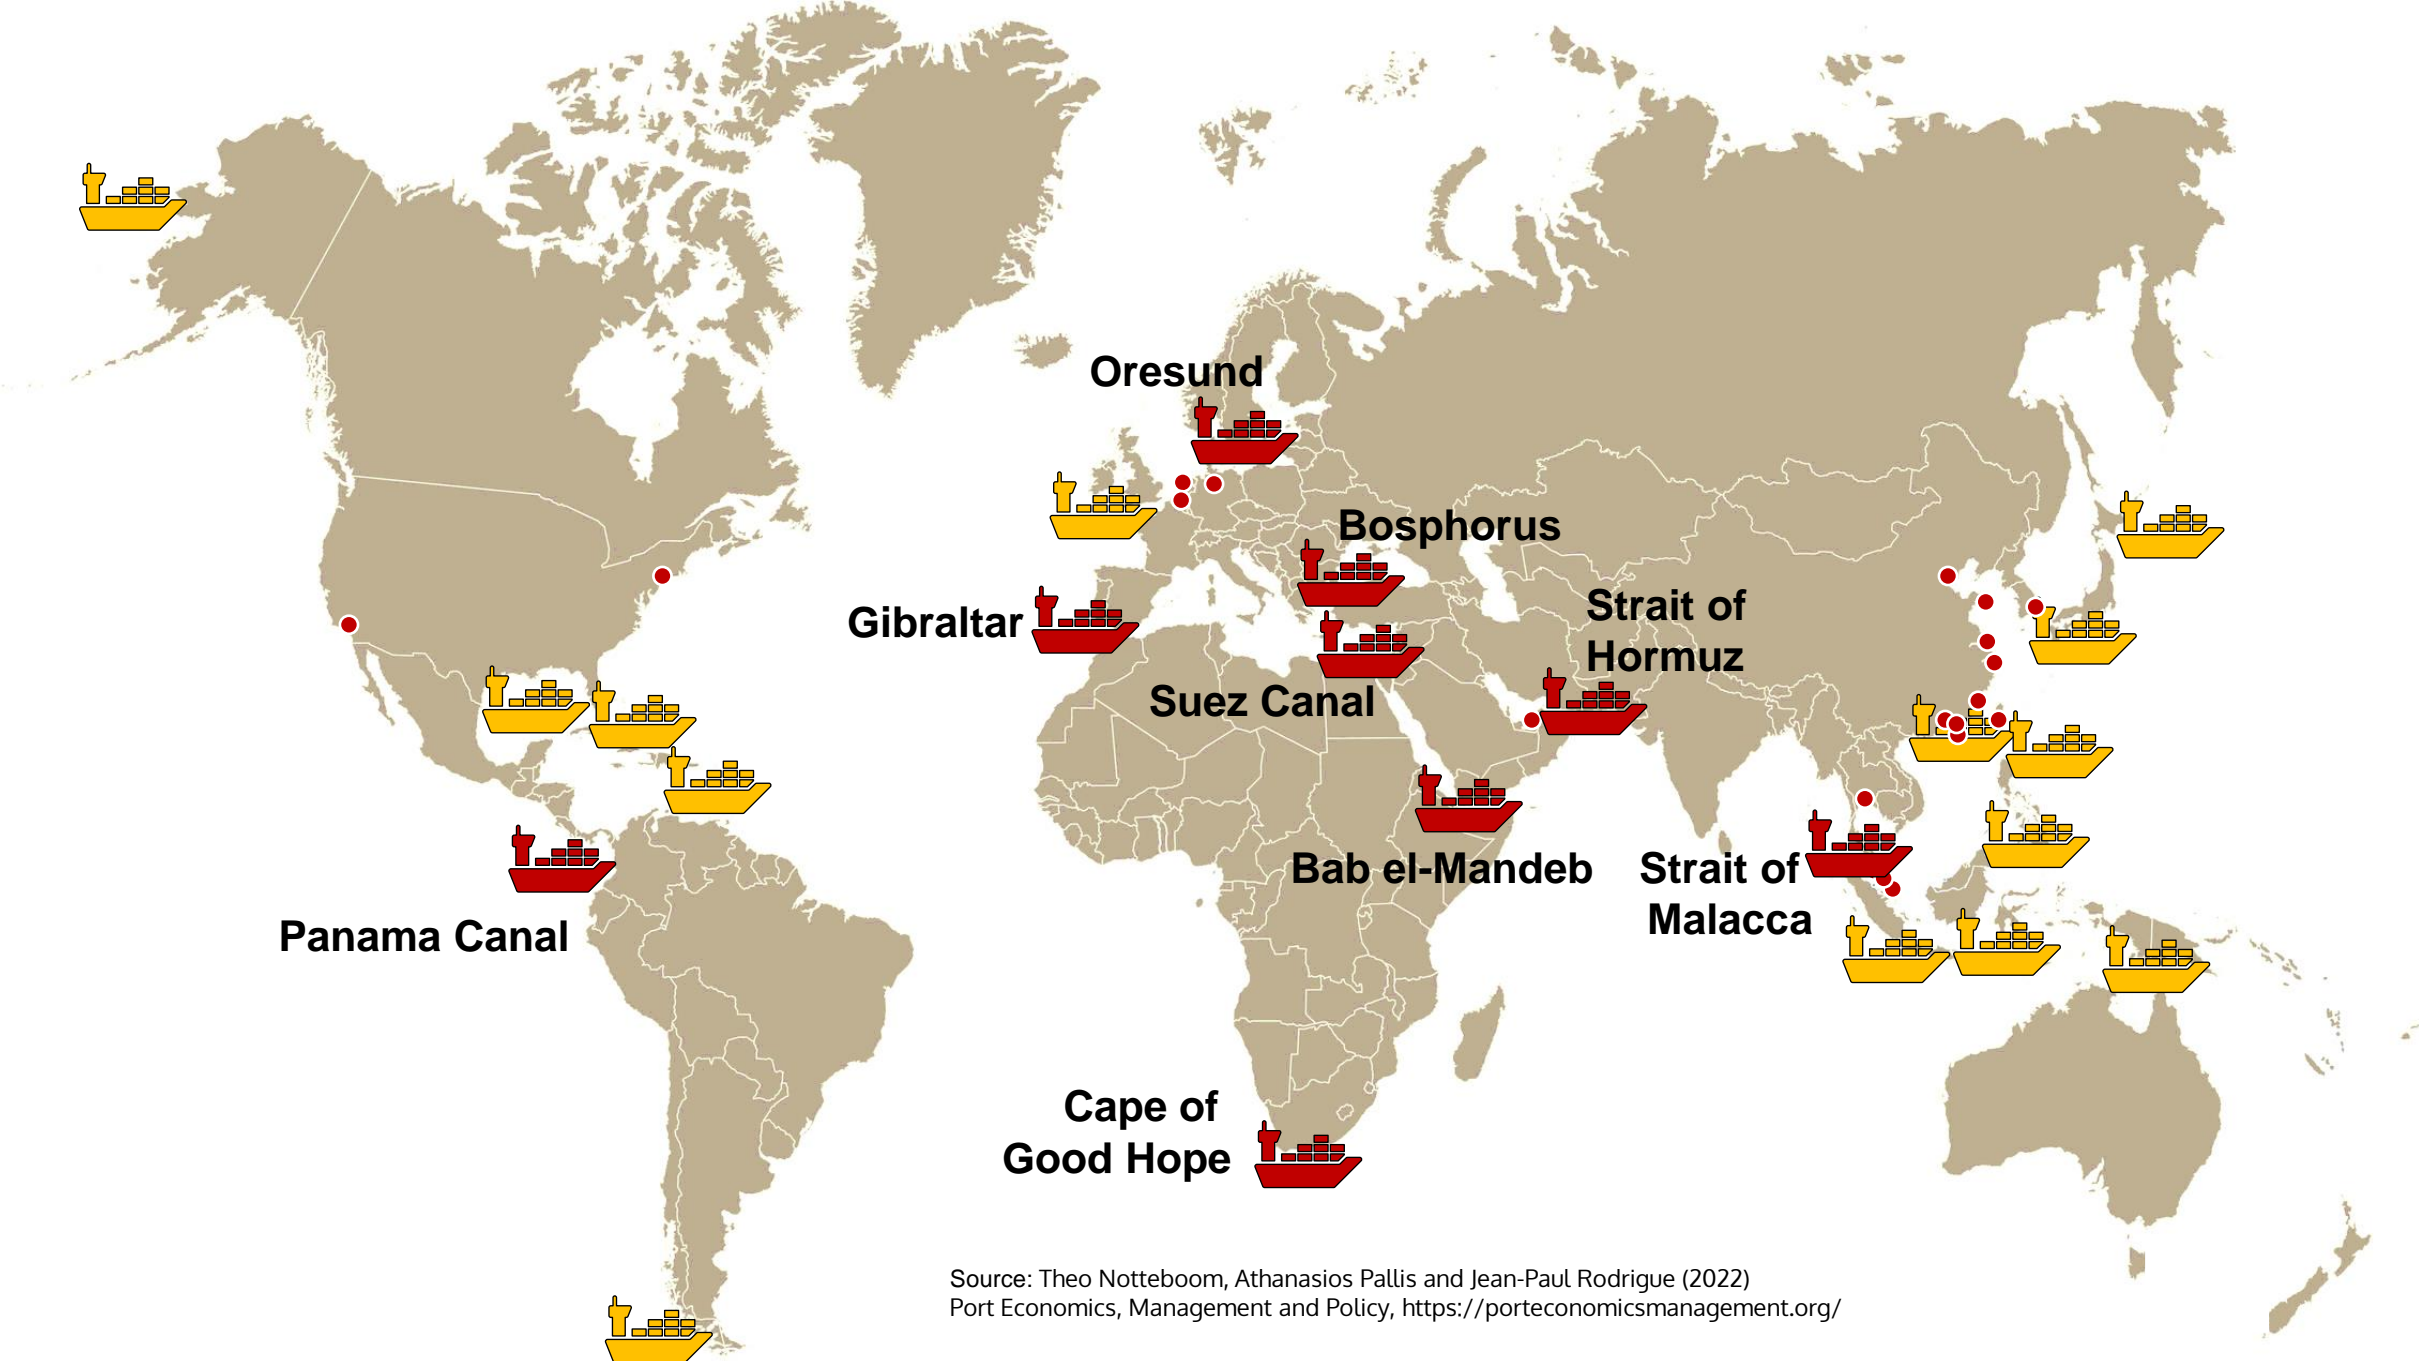 Oresund
Bosphorus
Gibraltar
Strait of
Hormuz
Suez Canal
Bab el-Mandeb
Strait of
Malacca
Panama Canal
Cape of
Good Hope
Source: Theo Notteboom, Athanasios Pallis and Jean-Paul Rodrigue (2022)
Port Economics, Management and Policy, https://porteconomicsmanagement.org/